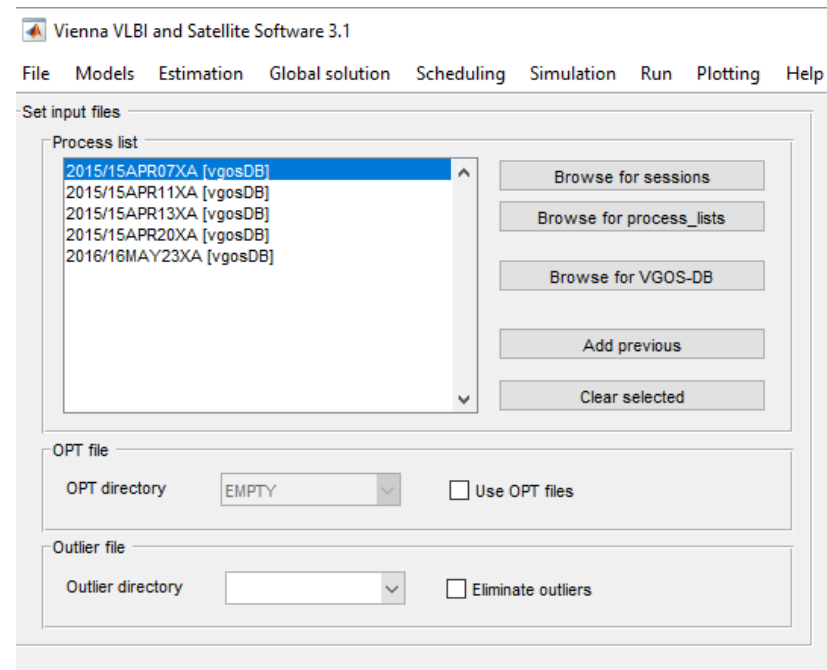 Vienna VLBI and Satellite Software 3.1
File Models Estimation Global solution Scheduling Simulation Run Plotting Help
Set input files
Process list
2015/15APR07XA [vgosDB]
2015/15APR11XA [vgosDB]
2015/15APR13XA [vgosDB]
2015/15APR20XA [vgosDB]
2016/16MAY23XA [vgosDB]
Browse for sessions
Browse for process_lists
Browse for VGOS-DB
Add previous
Clear selected
OPT file
OPT directory EMPTY Use OPT files
Outlier file
Outlier directory Eliminate outliers